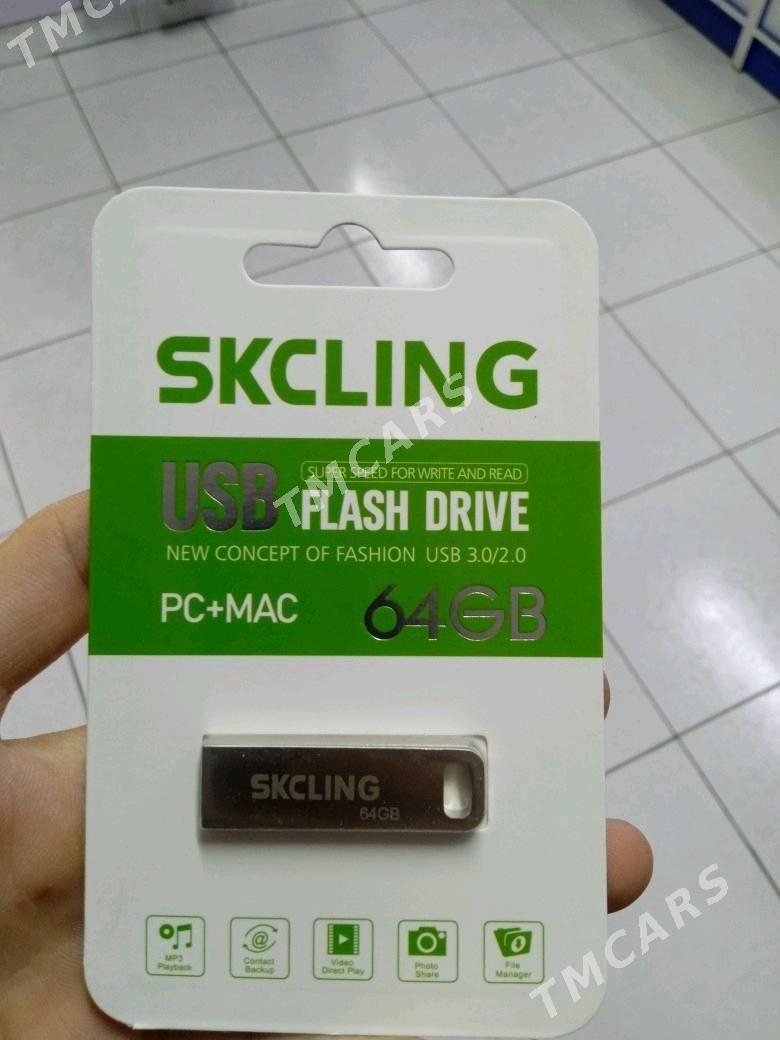 TMCARS
SKCLING
USB
SUPER SPEED FOR WRITE AND READ
FLASH DRIVE
TMCARS
NEW CONCEPT OF FASHION USB 3.0/2.0
PC+MAC
64GB
SKCLING
64GB
MP3
Playback
Contact
Backup
Video
Direct Play
Photo
Share
File
Manager
TMCARS